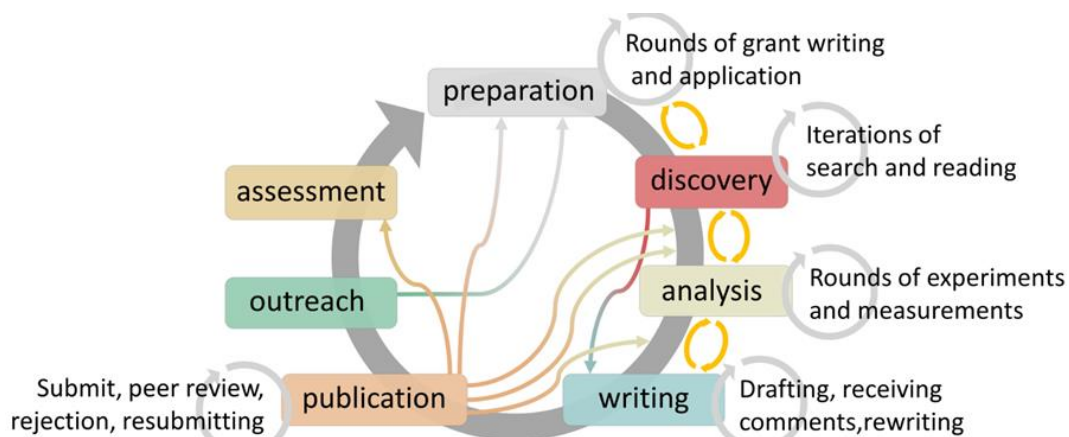 Rounds of grant writing
and application
preparation
Iterations of
search and reading
discovery
assessment
Rounds of experiments
and measurements
analysis
outreach
Submit, peer review,
rejection, resubmitting
publication
writing
Drafting, receiving
comments,rewriting